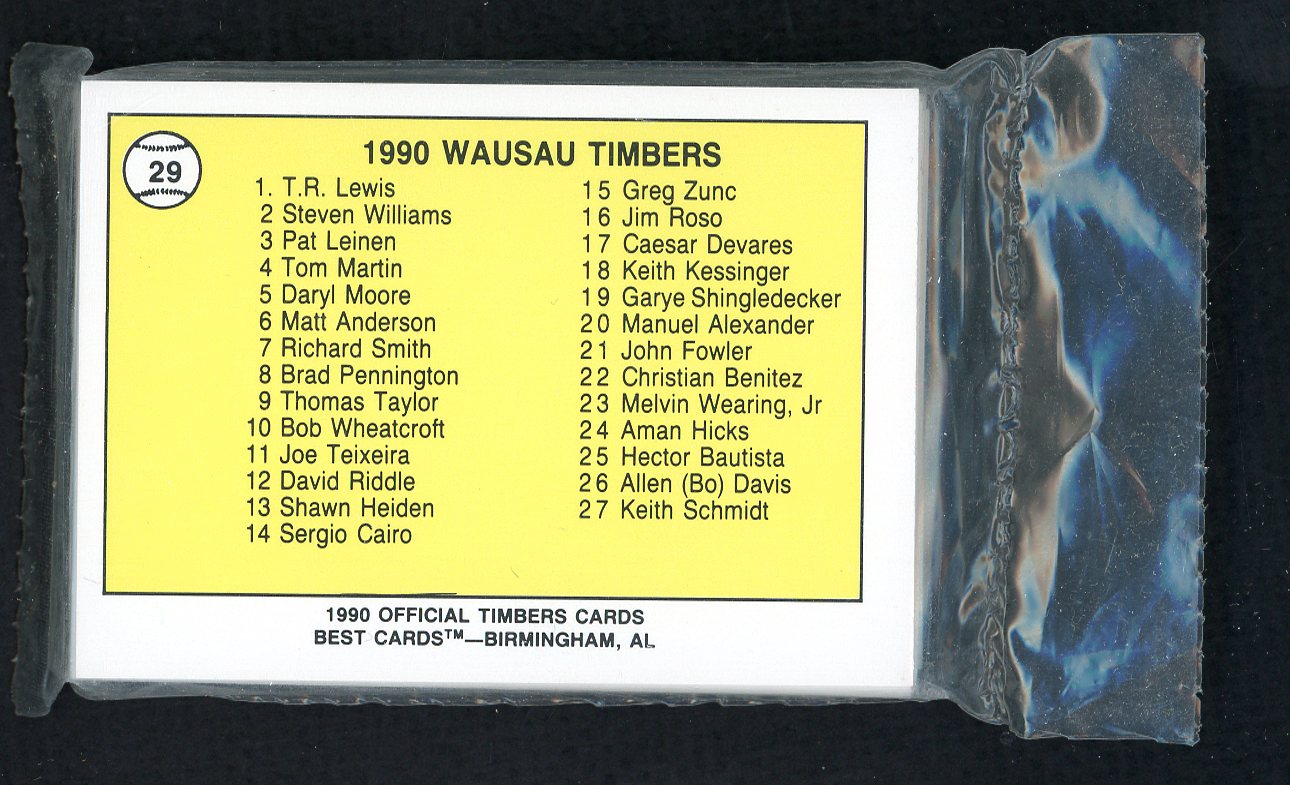 29
1990 WAUSAU TIMBERS
1. T.R. Lewis
2 Steven Williams
3 Pat Leinen
4 Tom Martin
5 Daryl Moore
6 Matt Anderson
7 Richard Smith
8 Brad Pennington
9 Thomas Taylor
10 Bob Wheatcroft
11 Joe Teixeira
12 David Riddle
13 Shawn Heiden
14 Sergio Cairo
15 Greg Zunc
16 Jim Roso
17 Caesar Devares
18 Keith Kessinger
19 Garye Shingledecker
20 Manuel Alexander
21 John Fowler
22 Christian Benitez
23 Melvin Wearing, Jr
24 Aman Hicks
25 Hector Bautista
26 Allen (Bo) Davis
27 Keith Schmidt
1990 OFFICIAL TIMBERS CARDS
BEST CARDS™—BIRMINGHAM, AL